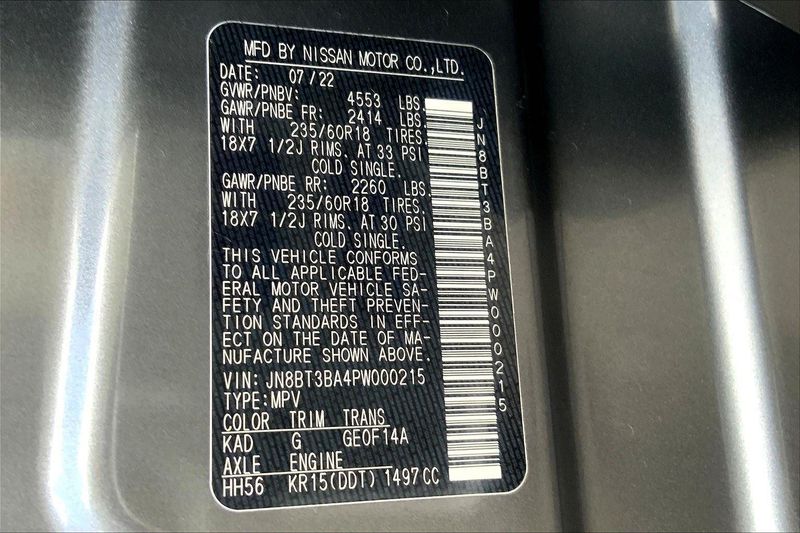 MFD BY NISSAN MOTOR CO.,LTD.
DATE: 07/22
GVWR/PNBV: 4553 LBS.
GAWR/PNBE FR: 2414 LBS.
WITH 235/60R18 TIRES.
18X7 1/2J RIMS. AT 33 PSI
COLD SINGLE.
GAWR/PNBE RR: 2260 LBS.
WITH 235/60R18 TIRES.
18X7 1/2J RIMS. AT 30 PSI
COLD SINGLE.
THIS VEHICLE CONFORMS
TO ALL APPLICABLE FED-
ERAL MOTOR VEHICLE SA-
FETY AND THEFT PREVEN-
TION STANDARDS IN EFF-
ECT ON THE DATE OF MA-
NUFACTURE SHOWN ABOVE.
VIN: JN8BT3BA4PW000215
TYPE:MPV
COLOR TRIM TRANS
KAD G GE0F14A
AXLE ENGINE
HH56 KR15(DDT) 1497CC
JN8BT3BA4PW000215